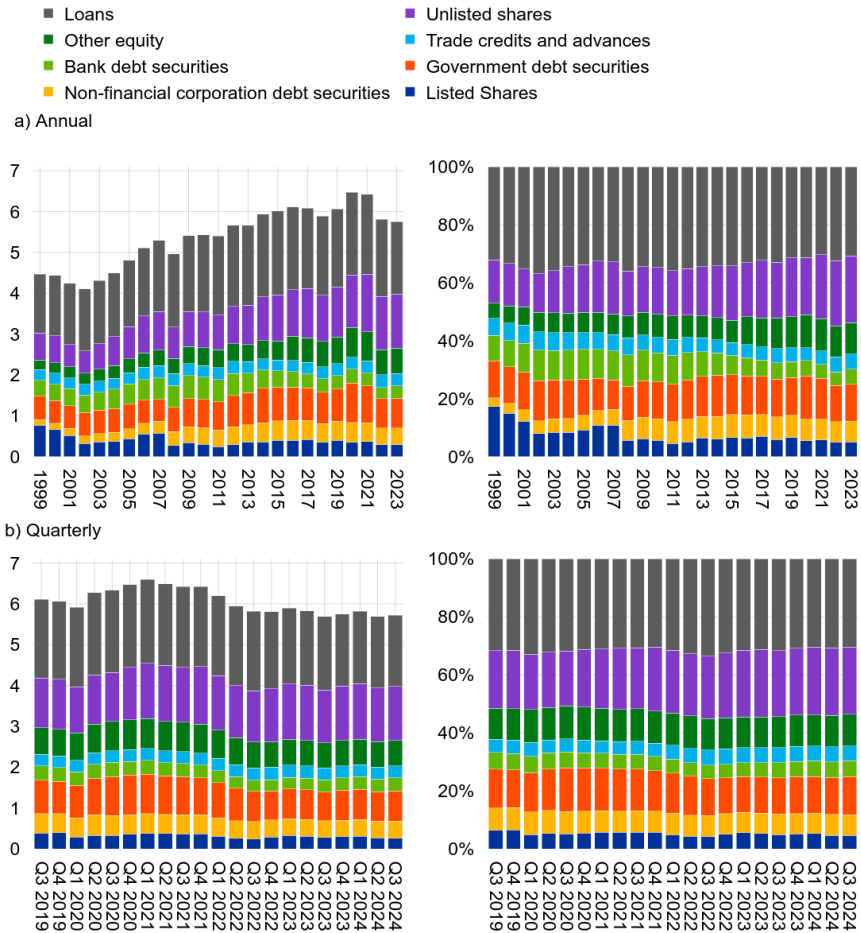 Loans
Unlisted shares
Other equity
Trade credits and advances
Bank debt securities
Government debt securities
Non-financial corporation debt securities
Listed Shares
a) Annual
7
6
5
4
3
2
1
0
1999
2001
2003
2005
2007
2009
2011
2013
2015
2017
2019
2021
2023
100%
80%
60%
40%
20%
0%
1999
2001
2003
2005
2007
2009
2011
2013
2015
2017
2019
2021
2023
b) Quarterly
7
6
5
4
3
2
1
0
Q3 2019
Q4 2019
Q1 2020
Q2 2020
Q3 2020
Q4 2020
Q1 2021
Q2 2021
Q3 2021
Q4 2021
Q1 2022
Q2 2022
Q3 2022
Q4 2022
Q1 2023
Q2 2023
Q3 2023
Q4 2023
Q1 2024
Q2 2024
Q3 2024
100%
80%
60%
40%
20%
0%
Q3 2019
Q4 2019
Q1 2020
Q2 2020
Q3 2020
Q4 2020
Q1 2021
Q2 2021
Q3 2021
Q4 2021
Q1 2022
Q2 2022
Q3 2022
Q4 2022
Q1 2023
Q2 2023
Q3 2023
Q4 2023
Q1 2024
Q2 2024
Q3 2024